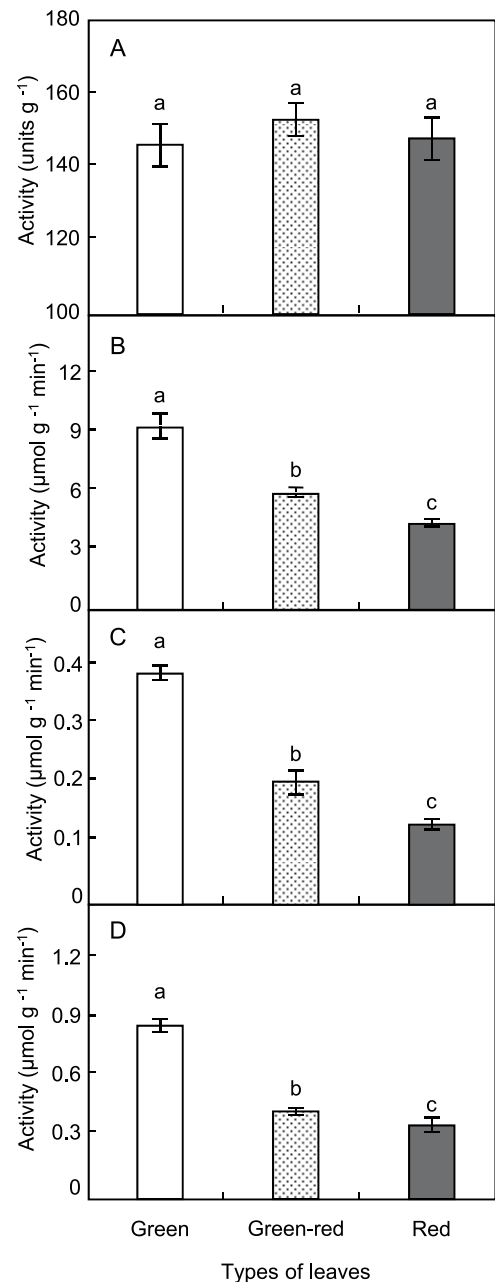 A
Activity (units g -1)
180
160
140
120
100
a
a
a
B
Activity (µmol g -1 min-1)
12
9
6
3
0
a
b
c
C
Activity (µmol g -1 min-1)
0.4
0.3
0.2
0.1
0
a
b
c
D
Activity (µmol g -1 min-1)
1.2
0.9
0.6
0.3
0
a
b
c
Green Green-red Red
Types of leaves